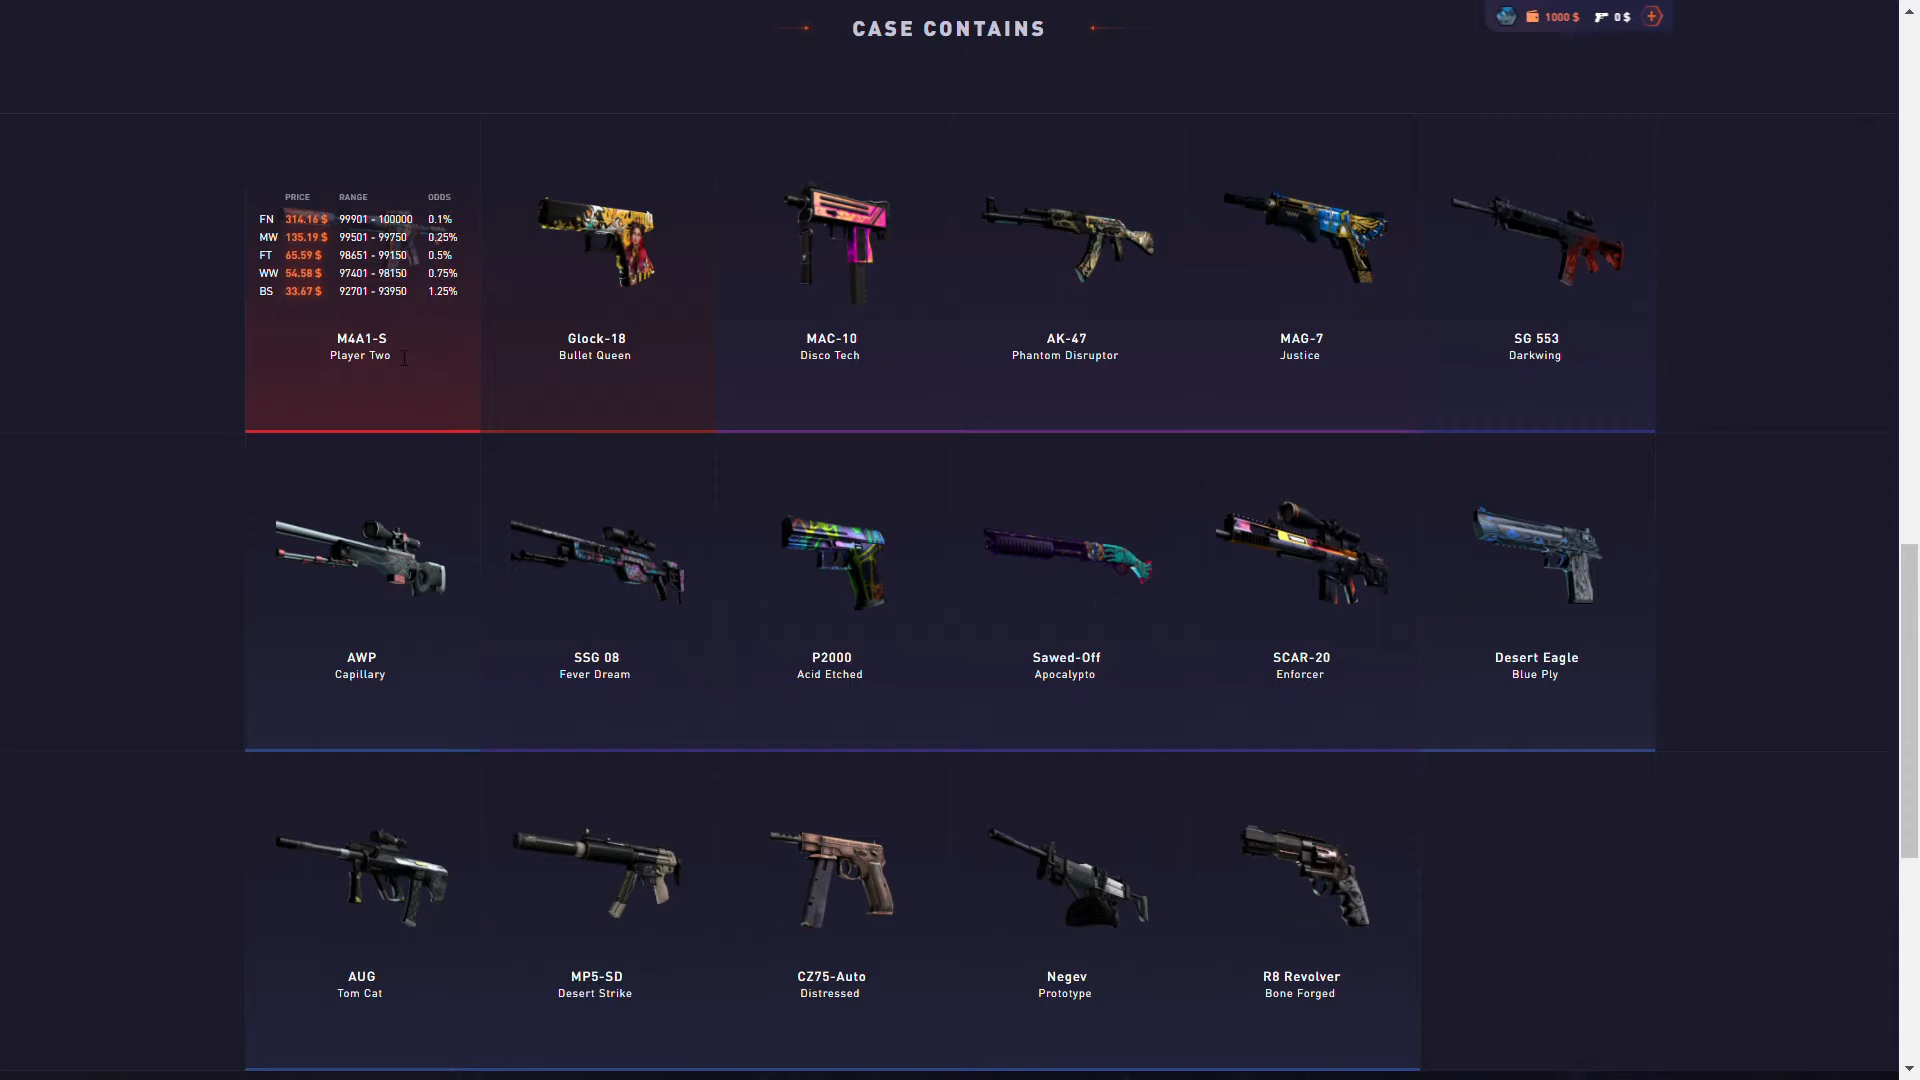 CASE CONTAINS
1000 $ 0 $
PRICE RANGE ODDS
FN 314.16 $ 99901 - 100000 0.1%
MW 135.19 $ 99501 - 99750 0.25%
FT 65.59 $ 98651 - 99150 0.5%
WW 54.58 $ 97401 - 98150 0.75%
BS 33.67 $ 92701 - 93950 1.25%
M4A1-S
Player Two
Glock-18
Bullet Queen
MAC-10
Disco Tech
AK-47
Phantom Disruptor
MAG-7
Justice
SG 553
Darkwing
AWP
Capillary
SSG 08
Fever Dream
P2000
Acid Etched
Sawed-Off
Apocalypto
SCAR-20
Enforcer
Desert Eagle
Blue Ply
AUG
Tom Cat
MP5-SD
Desert Strike
CZ75-Auto
Distressed
Negev
Prototype
R8 Revolver
Bone Forged